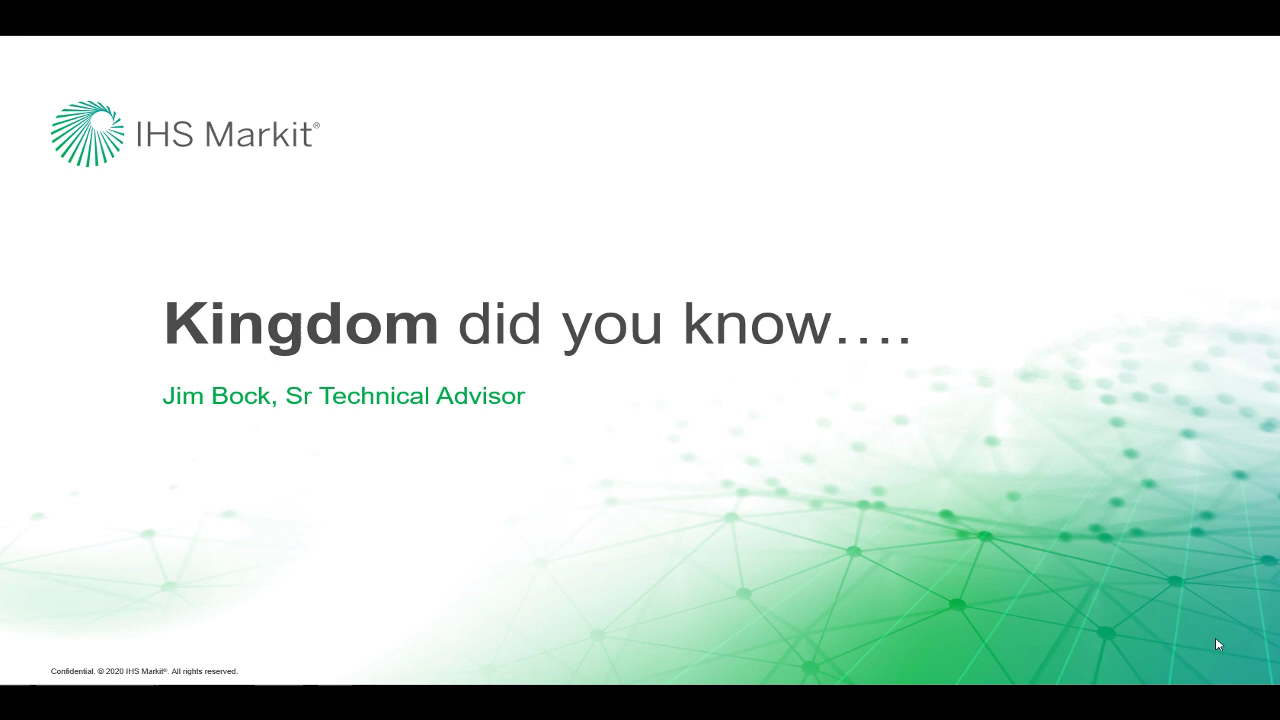 IHS Markit®
Kingdom did you know….
Jim Bock, Sr Technical Advisor
Confidential. © 2020 IHS Markit®. All rights reserved.